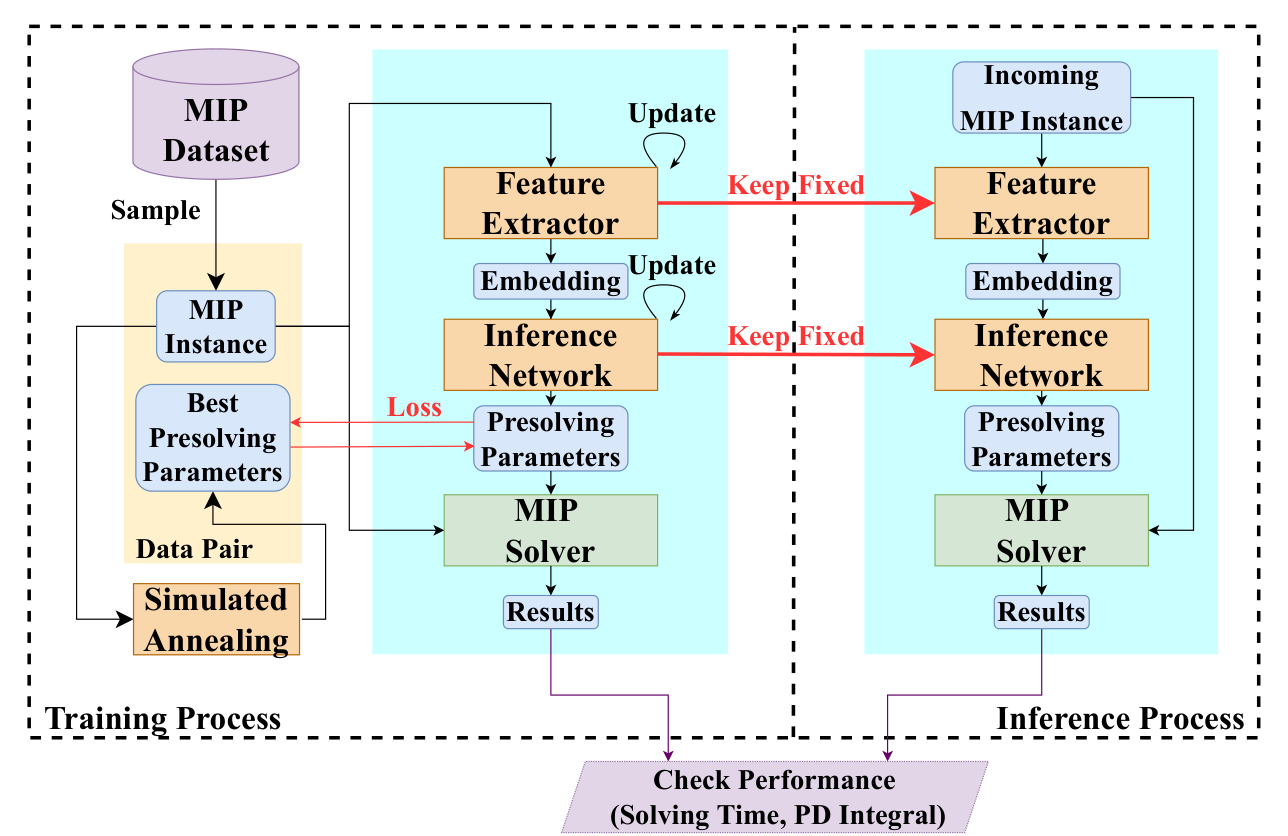 MIP
Dataset
Sample
MIP
Instance
Best
Presolving
Parameters
Data Pair
Simulated
Annealing
Loss
Update
Feature
Extractor
Embedding
Update
Inference
Network
Presolving
Parameters
MIP
Solver
Results
Keep Fixed
Keep Fixed
Training Process
Incoming
MIP Instance
Feature
Extractor
Embedding
Inference
Network
Presolving
Parameters
MIP
Solver
Results
Inference Process
Check Performance
(Solving Time, PD Integral)